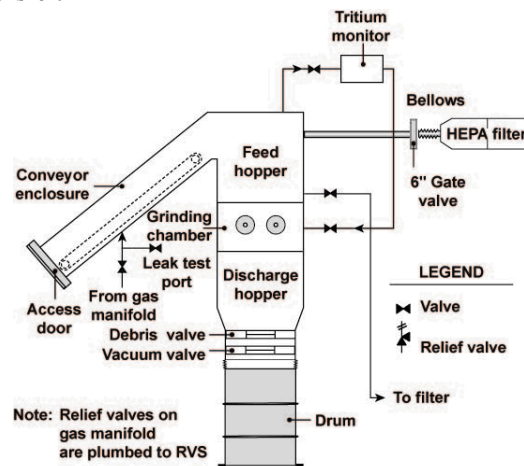 Tritium
monitor
Bellows
HEPA filter
Feed
hopper
6" Gate
valve
Conveyor
enclosure
Grinding
chamber
Leak test
port
Discharge
hopper
Access
door
From gas
manifold
LEGEND
Valve
Relief valve
Debris valve
Vacuum valve
To filter
Drum
Note: Relief valves on
gas manifold
are plumbed to RVS